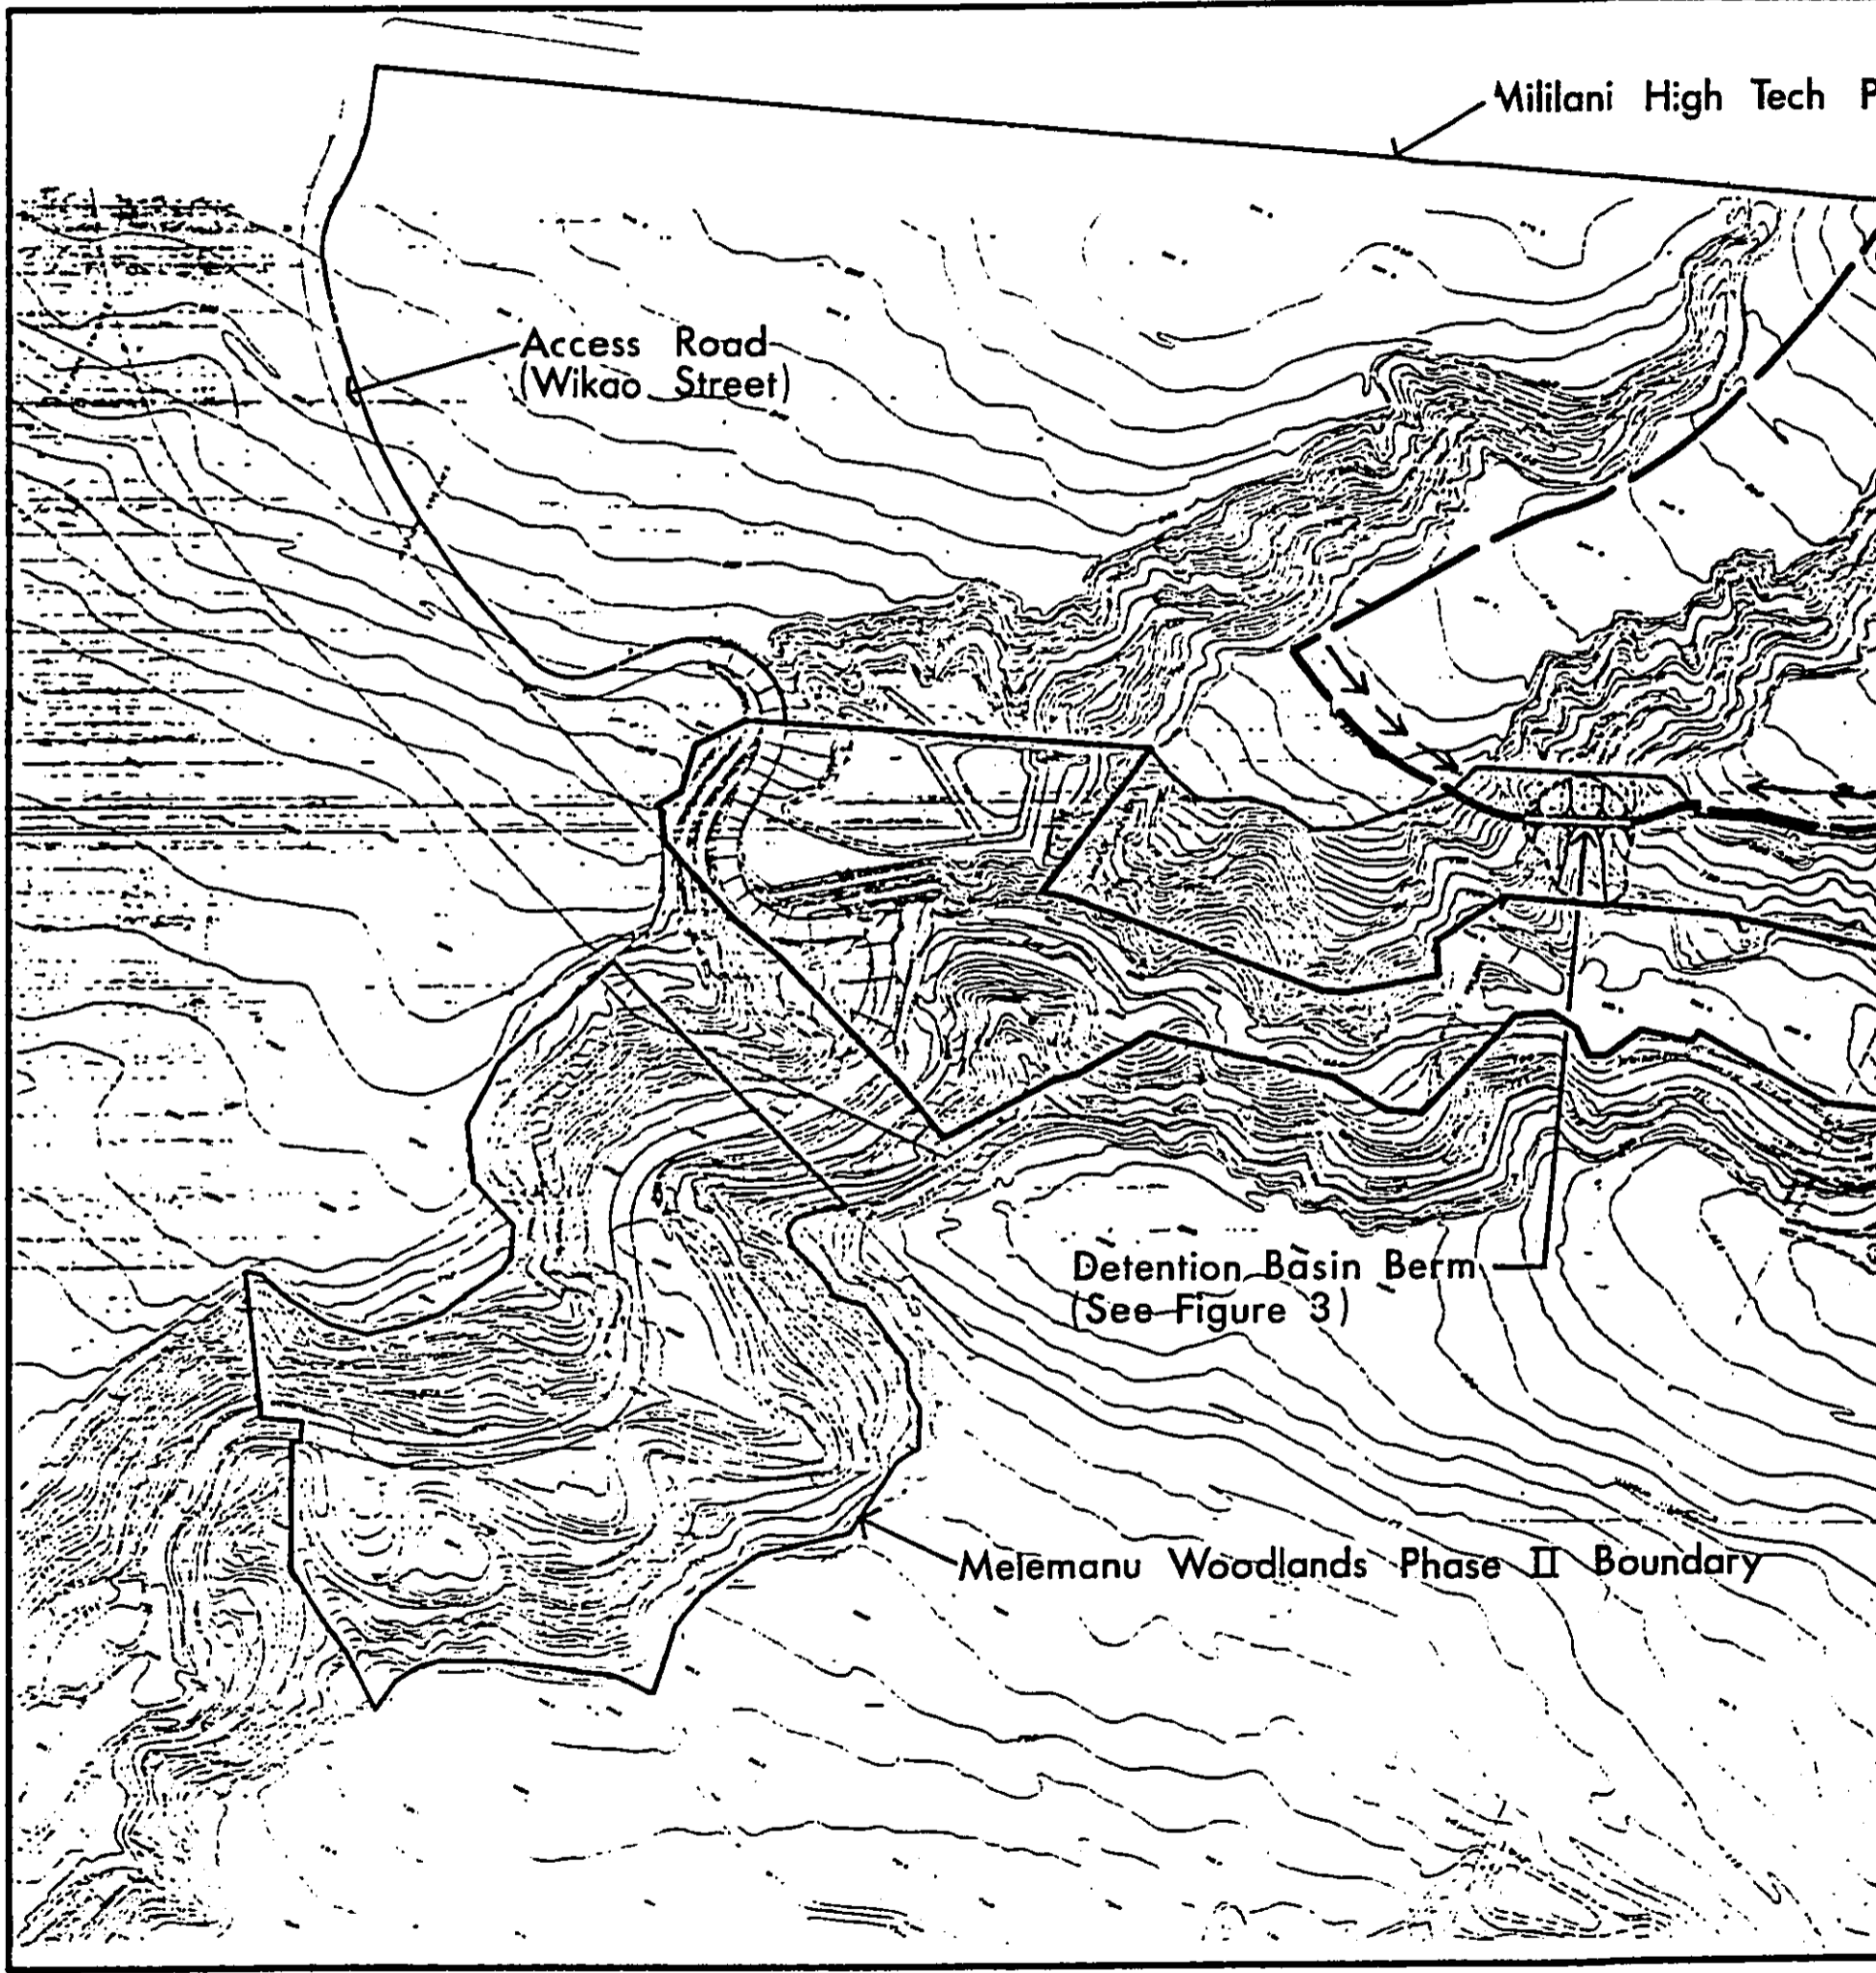 Mililani High Tech P
Access Road
(Wikao Street)
Detention Basin Berm
(See Figure 3)
Melemanu Woodlands Phase II Boundary